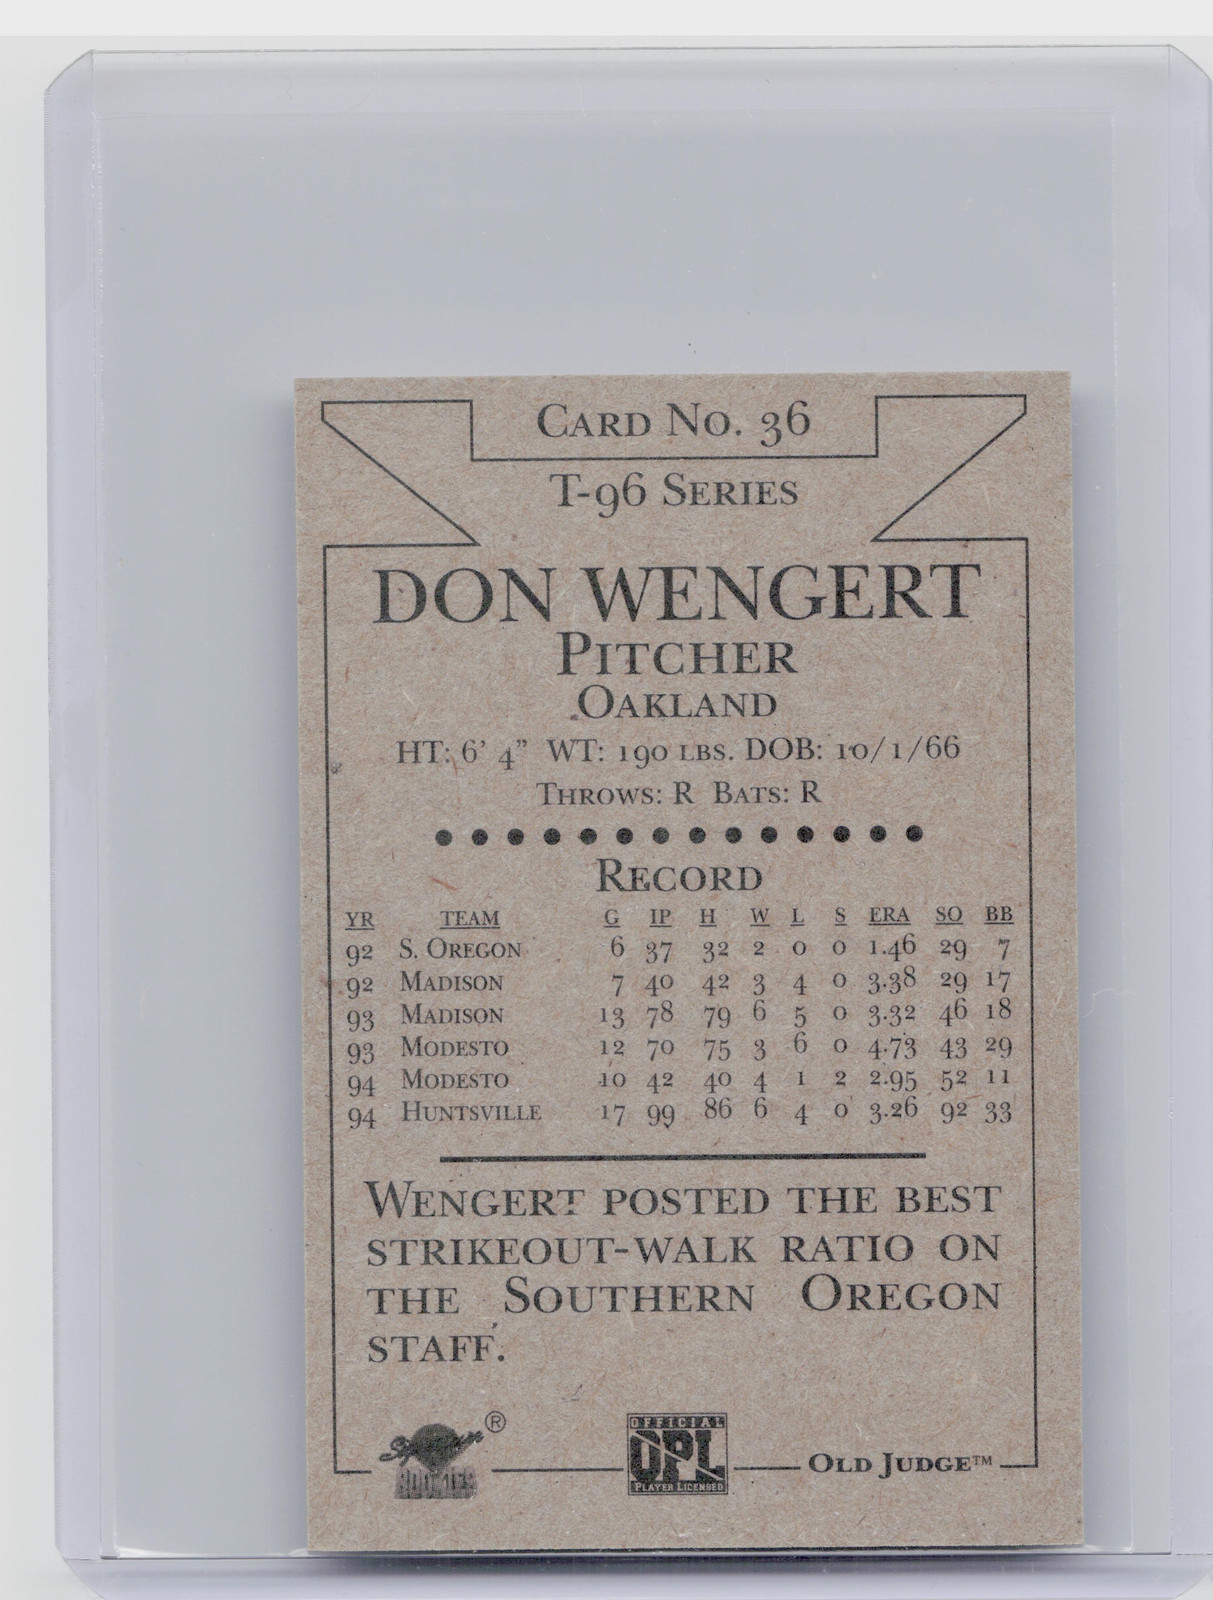 Card No. 36
T-96 Series
DON WENGERT
Pitcher
Oakland
HT: 6' 4" WT: 190 lbs. DOB: 10/1/66
Throws: R Bats: R
Record
YR TEAM G IP H W L S ERA SO BB
92 S. Oregon 6 37 32 2 0 0 1.46 29 7
92 Madison 7 40 42 3 4 0 3.38 29 17
93 Madison 13 78 79 6 5 0 3.32 46 18
93 Modesto 12 70 75 3 6 0 4.73 43 29
94 Modesto 10 42 40 4 1 2 2.95 52 11
94 Huntsville 17 99 86 6 4 0 3.26 92 33
Wengert posted the best
strikeout-walk ratio on
the Southern Oregon
staff.
®
OFFICIAL
OPL
Player Licensed
Old Judge™